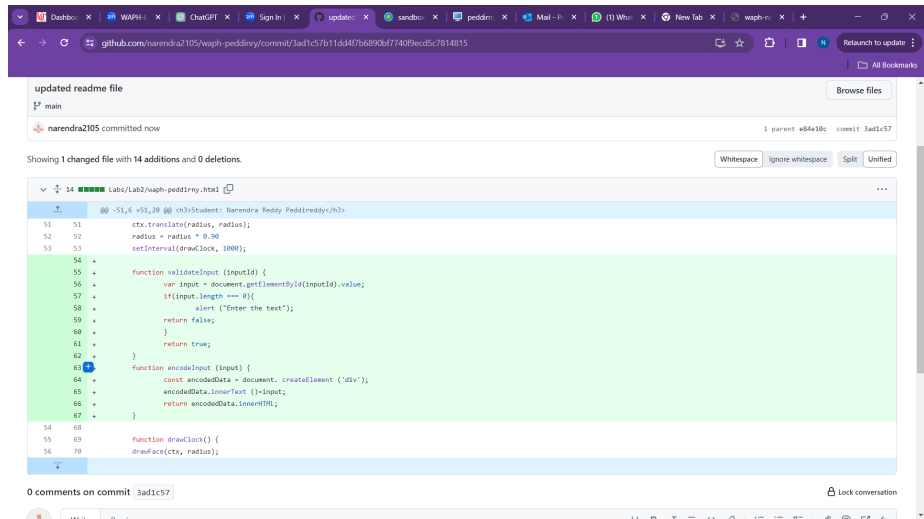 Dashbo
WAPH-L
ChatGPT
Sign In |
update
sandbox
peddirn
Mail - P
(1) What
New Tab
waph-n
github.com/narendra2105/waph-peddinry/commit/3ad1c57b11dd4f7b6890bf7740f9ecd5c7814815
N
Relaunch to update
All Bookmarks
updated readme file
Browse files
main
narendra2105 committed now
1 parent e84e10c commit 3ad1c57
Showing 1 changed file with 14 additions and 0 deletions.
Whitespace Ignore whitespace Split Unified
14 Labs/Lab2/waph-peddirny.html
@@ -51,6 +51,20 @@ <h3>Student: Narendra Reddy Peddireddy</h3>
51 51 ctx.translate(radius, radius);
52 52 radius = radius * 0.90
53 53 setInterval(drawClock, 1000);
54 +
55 + function validateInput (inputId) {
56 + var input = document.getElementById(inputId).value;
57 + if(input.length === 0){
58 + alert ("Enter the text");
59 + return false;
60 + }
61 + return true;
62 + }
63 + function encodeInput (input) {
64 + const encodedData = document. createElement ('div');
65 + encodedData.innerText ()=input;
66 + return encodedData.innerHTML;
67 + }
54 68
55 69 function drawClock() {
56 70 drawFace(ctx, radius);
0 comments on commit 3ad1c57
Lock conversation